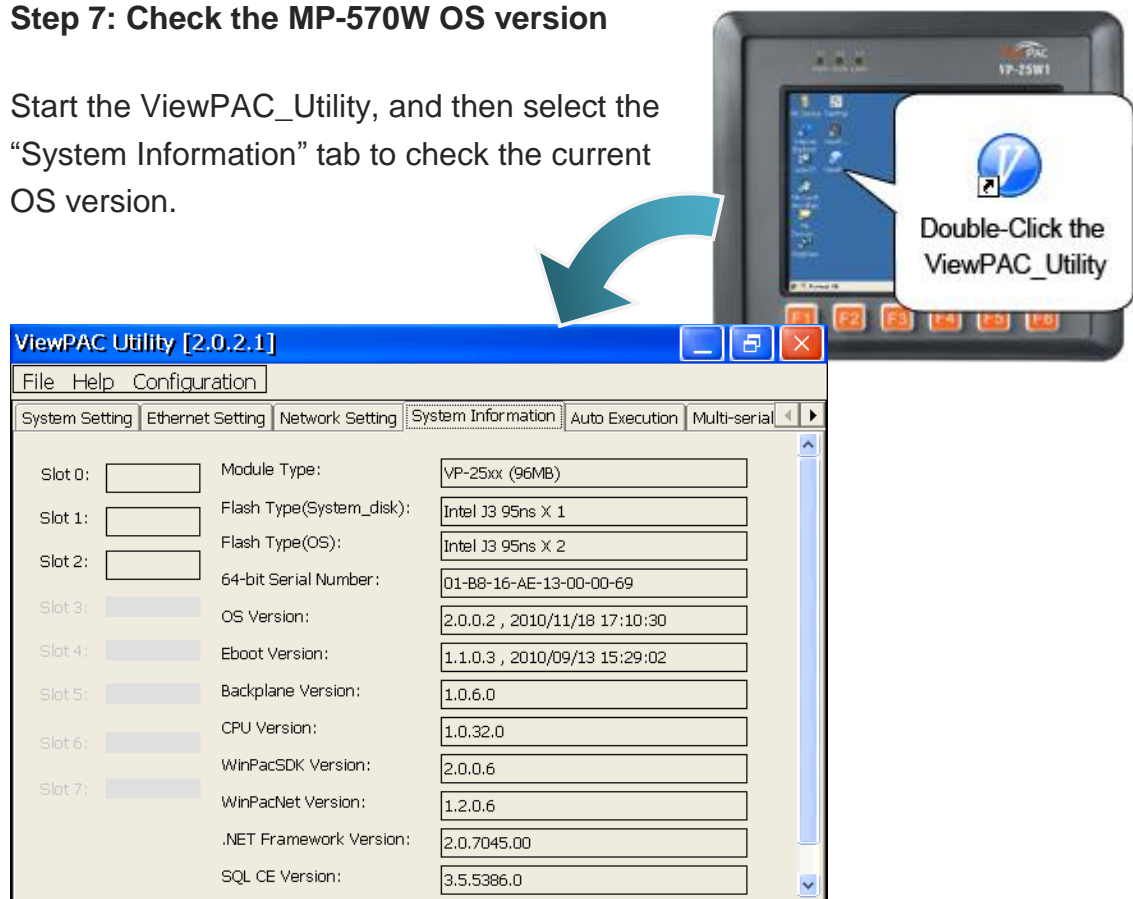 Step 7: Check the MP-570W OS version
Start the ViewPAC_Utility, and then select the
“System Information” tab to check the current
OS version.
VP-25W1
Double-Click the
ViewPAC_Utility
F1 F2 F3 F4 F5 F6
ViewPAC Utility [2.0.2.1]
File Help Configuration
System Setting Ethernet Setting Network Setting System Information Auto Execution Multi-serial
Slot 0:
Slot 1:
Slot 2:
Slot 3:
Slot 4:
Slot 5:
Slot 6:
Slot 7:
Module Type: VP-25xx (96MB)
Flash Type(System_disk): Intel J3 95ns X 1
Flash Type(OS): Intel J3 95ns X 2
64-bit Serial Number: 01-B8-16-AE-13-00-00-69
OS Version: 2.0.0.2 , 2010/11/18 17:10:30
Eboot Version: 1.1.0.3 , 2010/09/13 15:29:02
Backplane Version: 1.0.6.0
CPU Version: 1.0.32.0
WinPacSDK Version: 2.0.0.6
WinPacNet Version: 1.2.0.6
.NET Framework Version: 2.0.7045.00
SQL CE Version: 3.5.5386.0